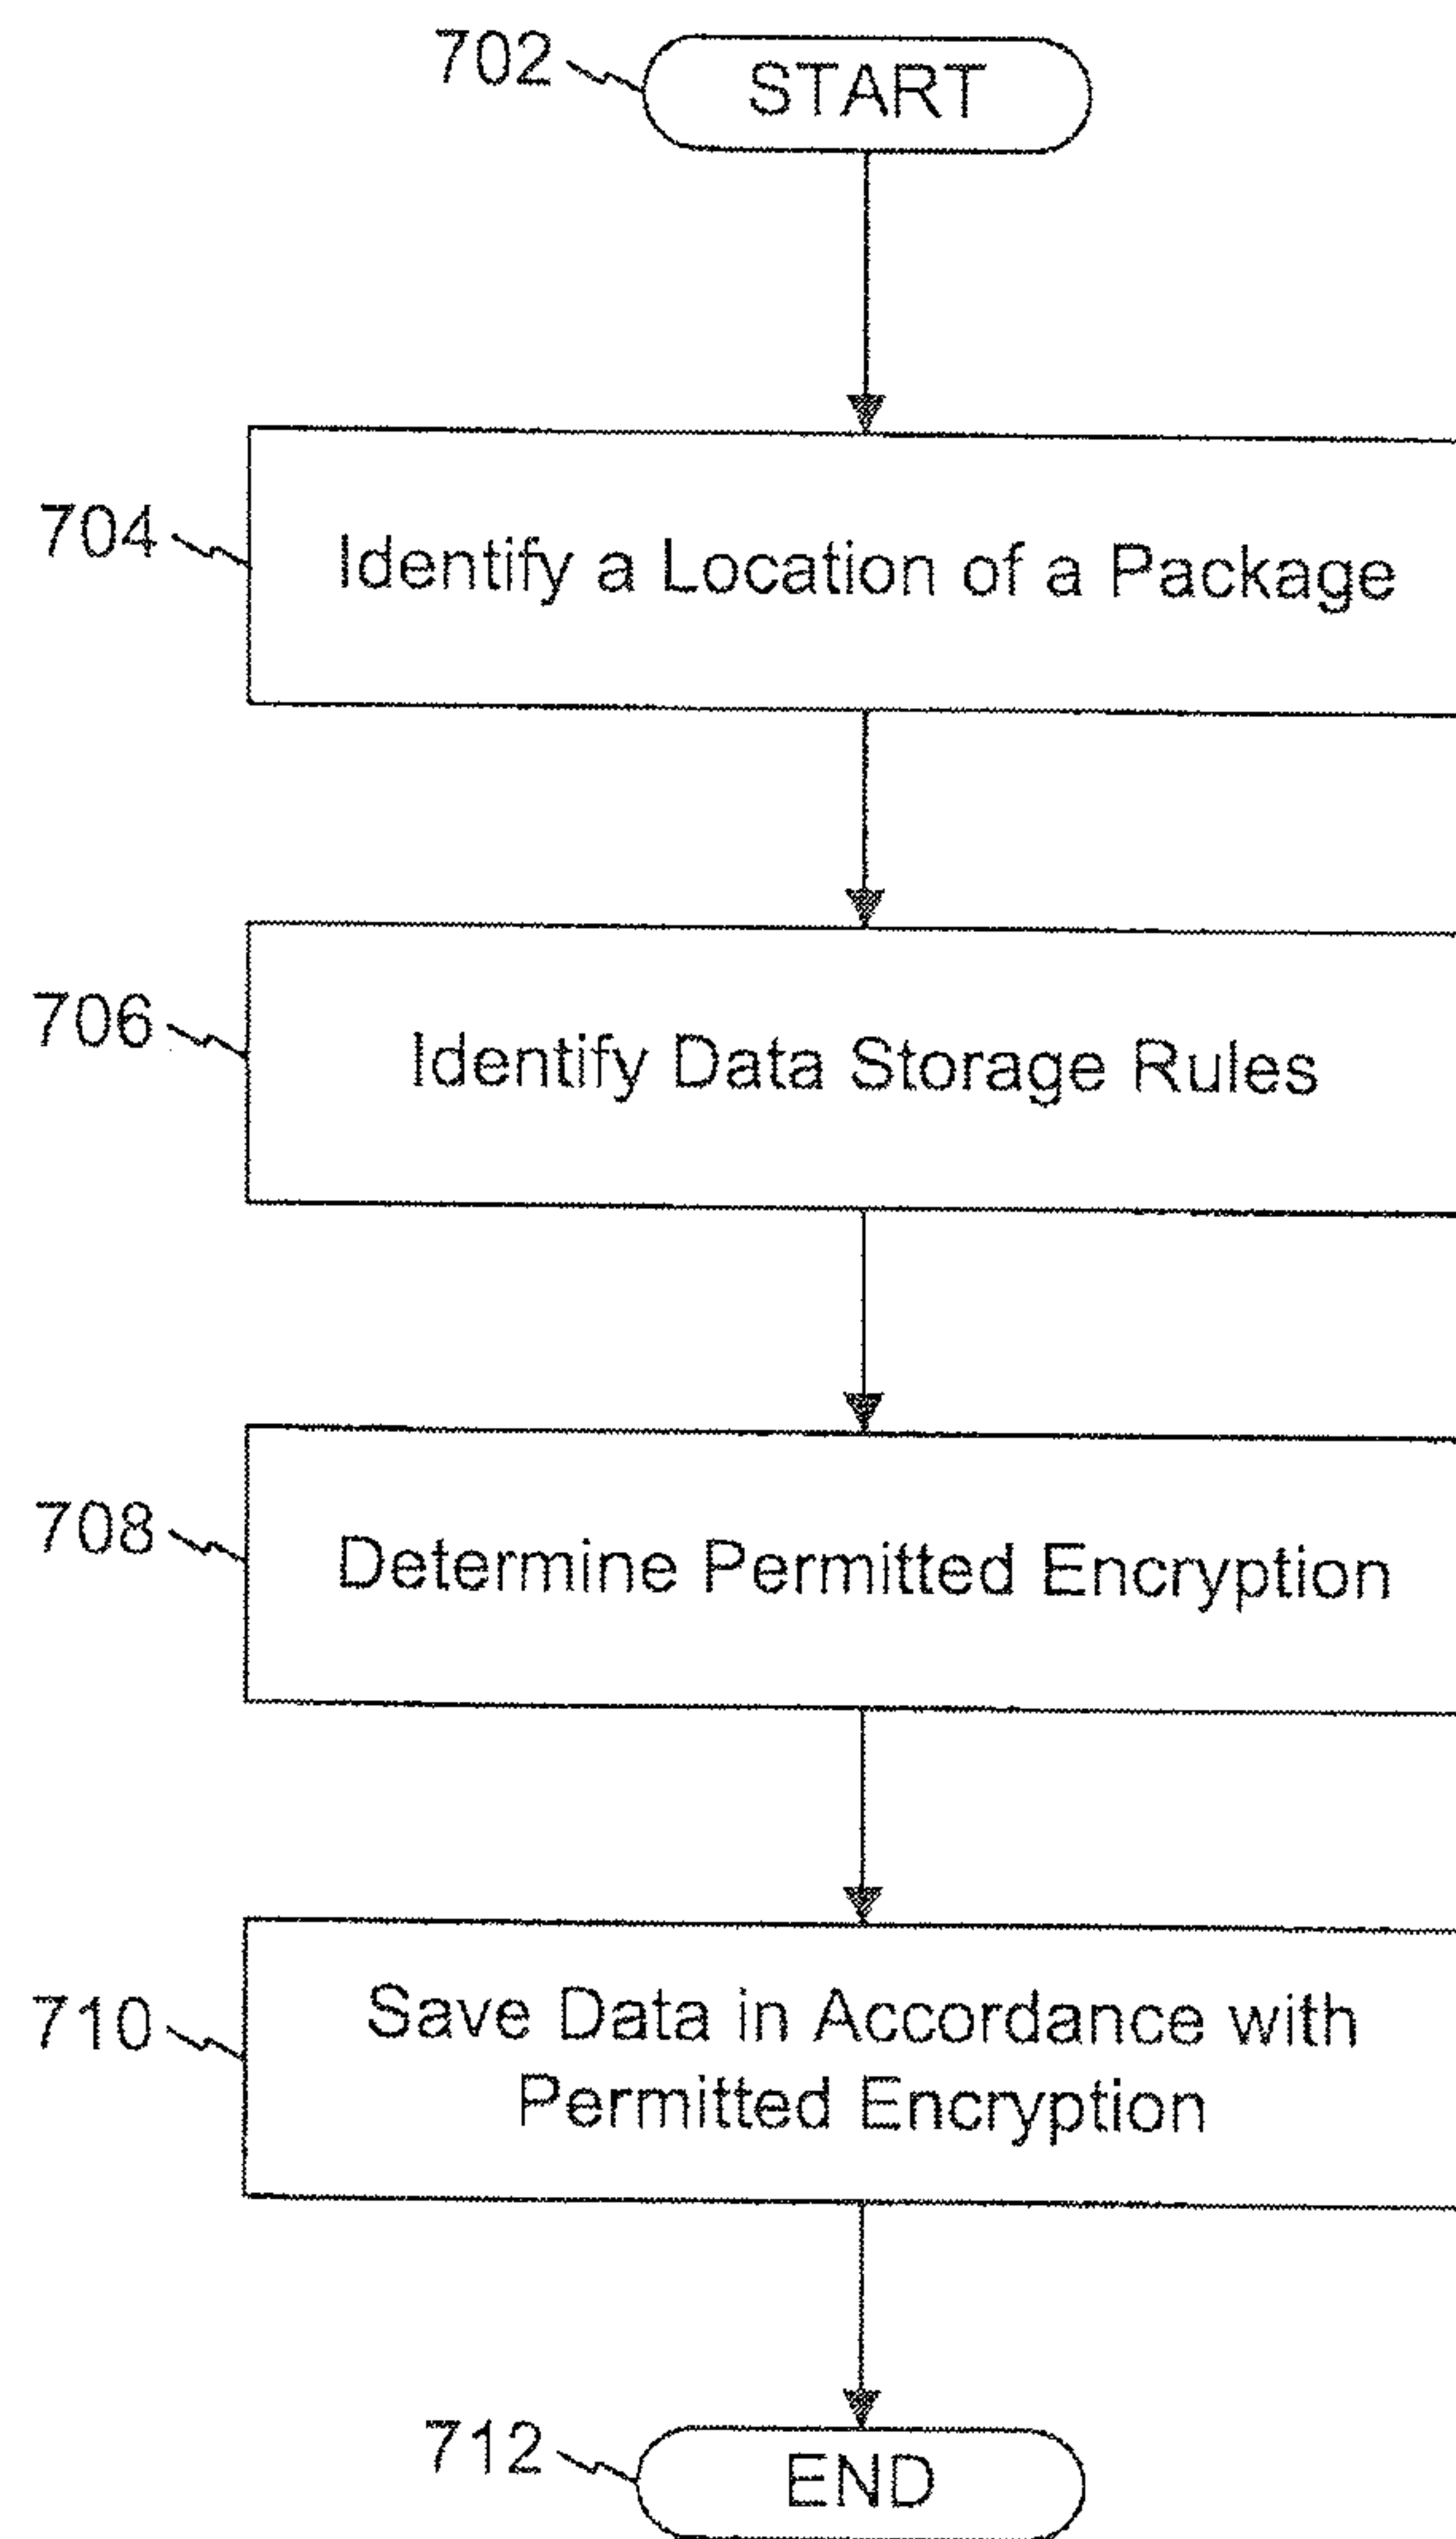 702
START
704
Identify a Location of a Package
706
Identify Data Storage Rules
708
Determine Permitted Encryption
710
Save Data in Accordance with
Permitted Encryption
712
END